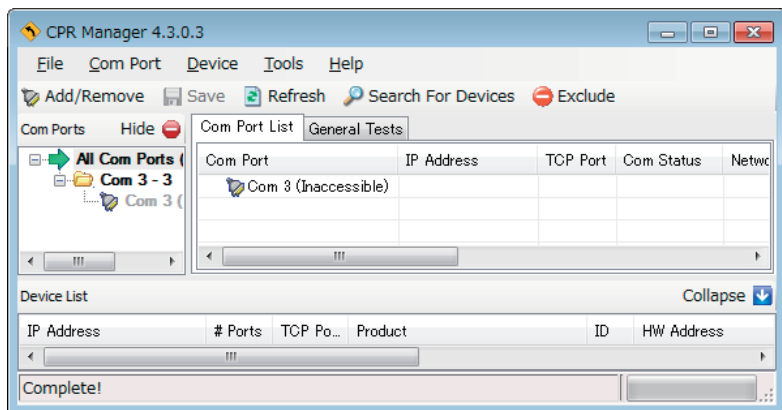 CPR Manager 4.3.0.3
File Com Port Device Tools Help
Add/Remove Save Refresh Search For Devices Exclude
Com Ports Hide Com Port List General Tests
All Com Ports (
Com Port IP Address TCP Port Com Status Netwo
Com 3 - 3
Com 3 (Inaccessible)
Com 3 (
Device List Collapse
IP Address # Ports TCP Po... Product ID HW Address
Complete!